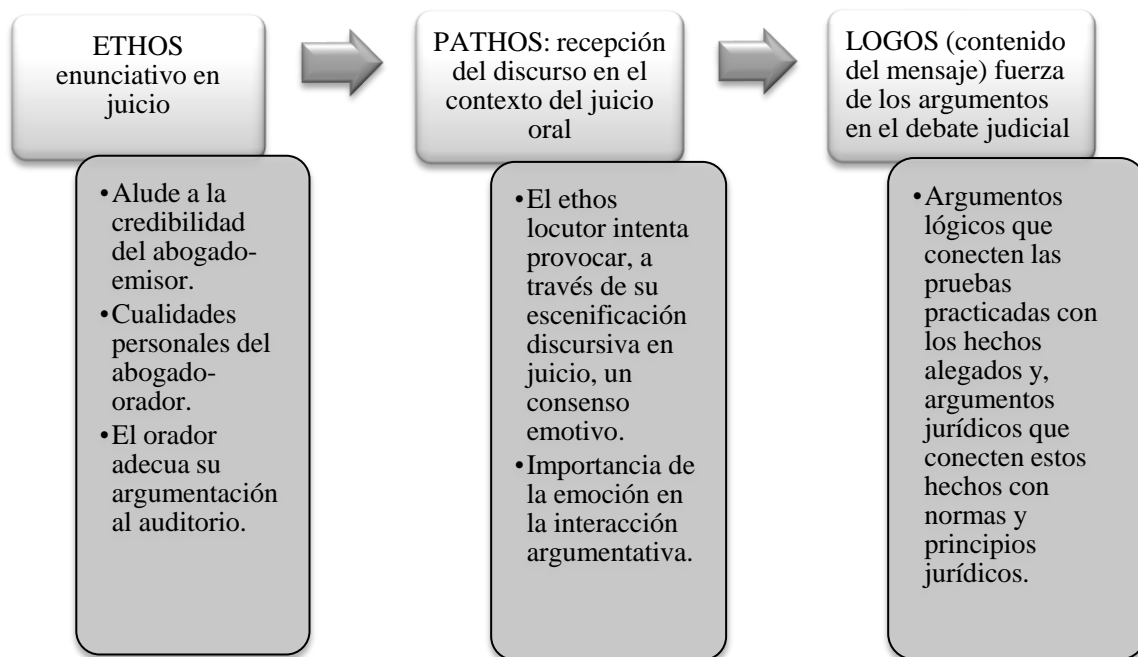 ETHOS
enunciativo en
juicio
•Alude a la
credibilidad
del abogado-
emisor.
•Cualidades
personales del
abogado-
orador.
•El orador
adecua su
argumentación
al auditorio.
PATHOS: recepción
del discurso en el
contexto del juicio
oral
•El ethos
locutor intenta
provocar, a
través de su
escenificación
discursiva en
juicio, un
consenso
emotivo.
•Importancia de
la emoción en
la interacción
argumentativa.
LOGOS (contenido
del mensaje) fuerza
de los argumentos
en el debate judicial
•Argumentos
lógicos que
conecten las
pruebas
practicadas con
los hechos
alegados y,
argumentos
jurídicos que
conecten estos
hechos con
normas y
principios
jurídicos.